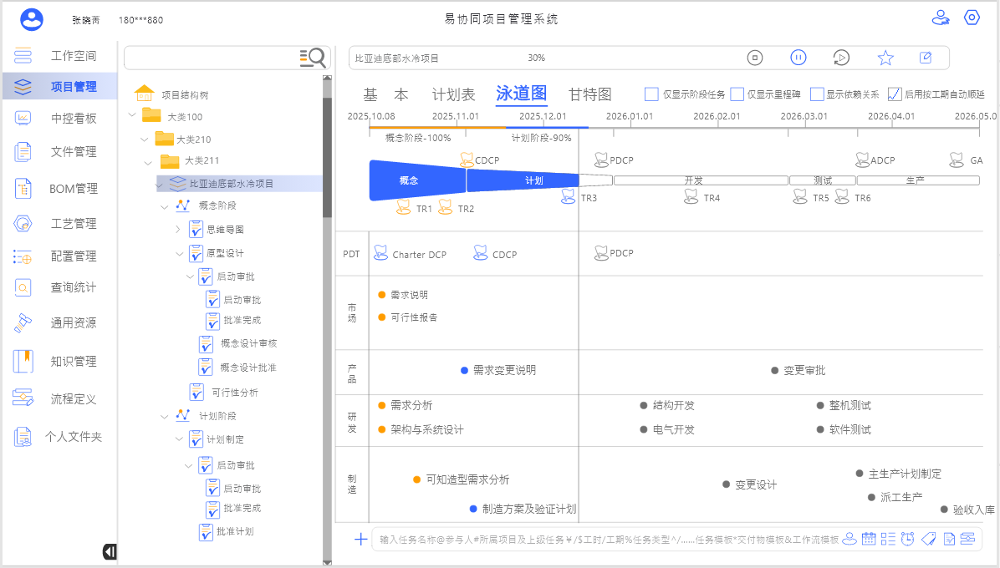 张晓菁 180***880 易协同项目管理系统
工作空间
项目管理
中控看板
文件管理
BOM管理
工艺管理
配置管理
查询统计
通用资源
知识管理
流程定义
个人文件夹
项目结构树
大类100
大类210
大类211
比亚迪底部水冷项目
概念阶段
思维导图
原型设计
启动审批
启动审批
批准完成
概念设计审核
概念设计批准
可行性分析
计划阶段
计划制定
启动审批
启动审批
批准完成
批准计划
比亚迪底部水冷项目 30%
基 本 计划表 泳道图 甘特图 仅显示阶段任务 仅显示里程碑 显示依赖关系 启用按工期自动顺延
2025.10.08 2025.11.01 2025.12.01 2026.01.01 2026.02.01 2026.03.01 2026.04.01 2026.05.0
概念阶段-100% 计划阶段-90%
CDCP PDCP ADCP GA
概念 计划 开发 测试 生产
TR1 TR2 TR3 TR4 TR5 TR6
PDT Charter DCP CDCP PDCP
市场
需求说明
可行性报告
产品
需求变更说明 变更审批
研发
需求分析 结构开发 整机测试
架构与系统设计 电气开发 软件测试
制造
可知造型需求分析 变更设计 主生产计划制定
派工生产
制造方案及验证计划 验收入库
输入任务名称@参与人#所属项目及上级任务￥/$工时/工期%任务类型^/......任务模板*交付物模板&工作流模板